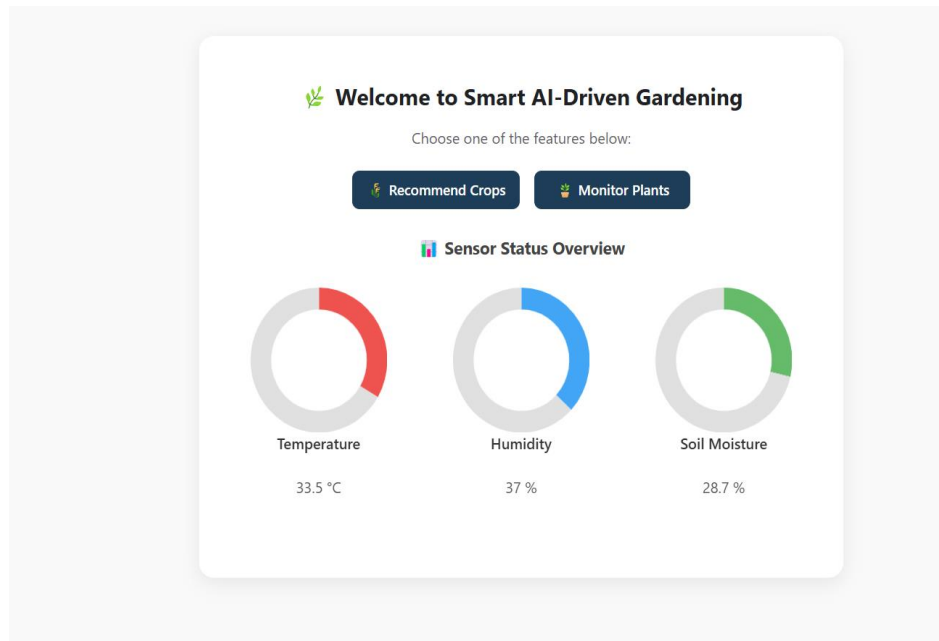 Welcome to Smart AI-Driven Gardening
Choose one of the features below:
Recommend Crops
Monitor Plants
Sensor Status Overview
Temperature
Humidity
Soil Moisture
33.5 °C
37 %
28.7 %